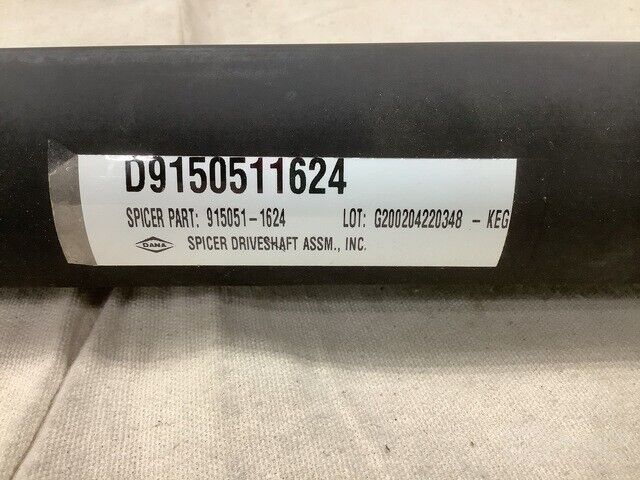 D9150511624
SPICER PART: 915051-1624 LOT: G200204220348 - KEG
DANA SPICER DRIVESHAFT ASSM., INC.